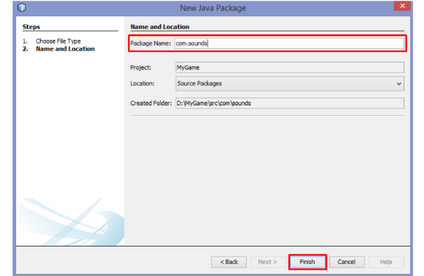 New Java Package
Steps
1. Choose File Type
2. Name and Location
Name and Location
Package Name: com.sounds
Project: MyGame
Location: Source Packages
Created Folder: D:\MyGame\prc\com\sounds
< Back Next > Finish Cancel Help